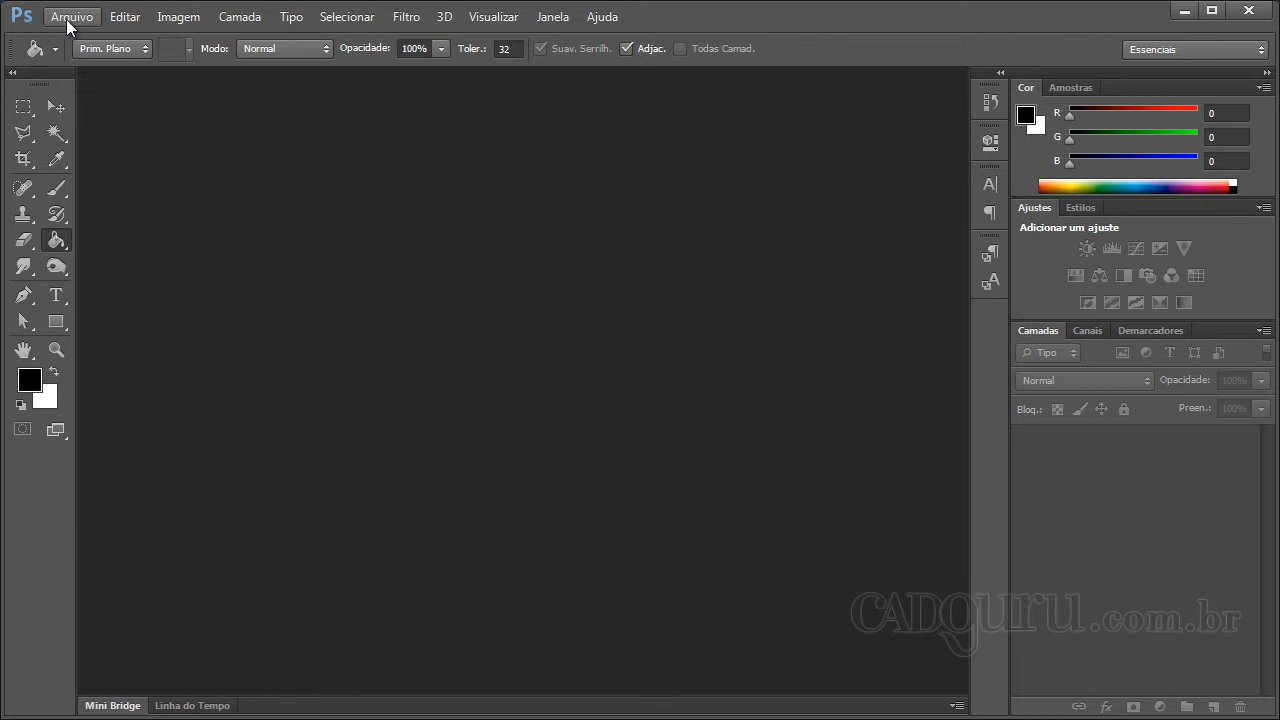 Ps Arquivo Editar Imagem Camada Tipo Selecionar Filtro 3D Visualizar Janela Ajuda
Prim. Plano Modo: Normal Opacidade: 100% Toler.: 32 Suav. Serrilh. Adjac. Todas Camad. Essenciais
Cor Amostras
R 0
G 0
B 0
Ajustes Estilos
Adicionar um ajuste
Camadas Canais Demarcadores
Tipo
Normal Opacidade: 100%
Bloq.: Preen.: 100%
CADguru.com.br
Mini Bridge Linha do Tempo